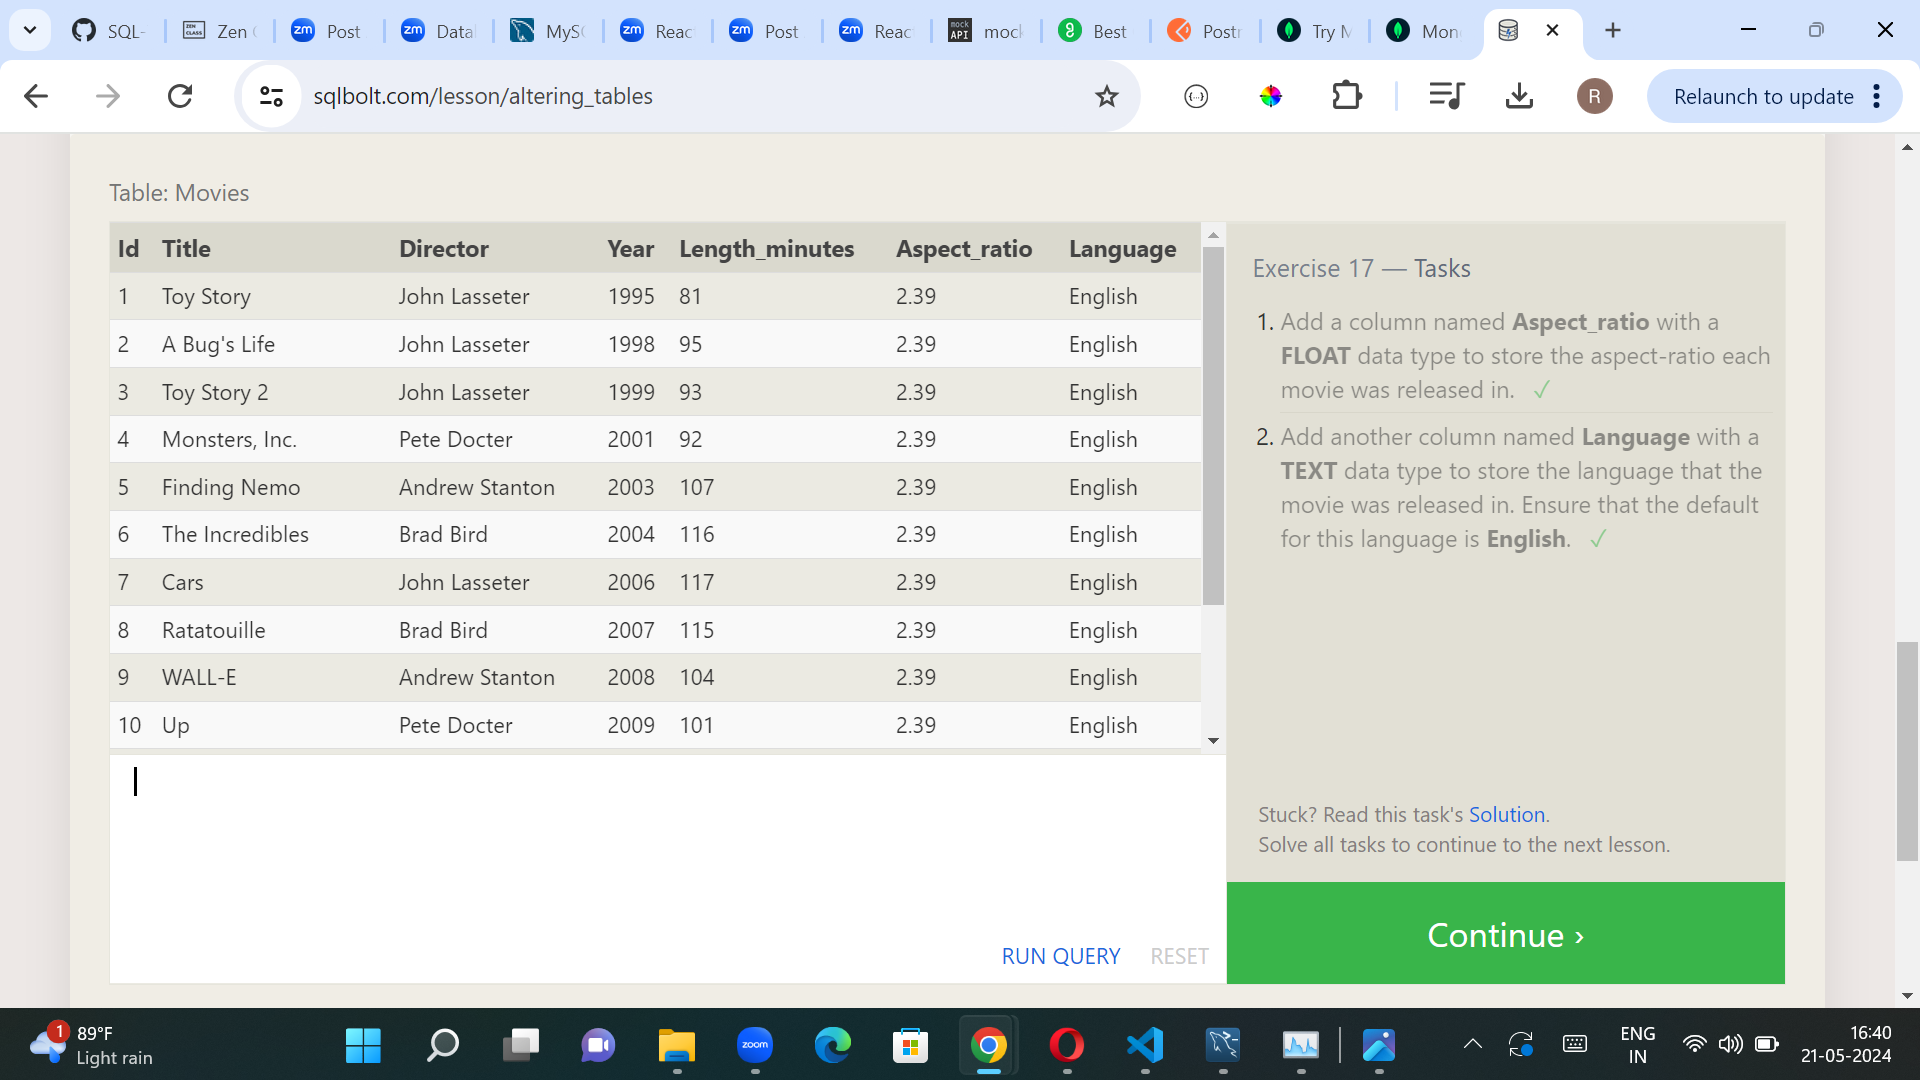 SQL-
Zen
Post
Data
MyS
Reac
Post
Reac
mock
API
mock
Best
Postr
Try M
Mon
sqlbolt.com/lesson/altering_tables
R
Relaunch to update
Table: Movies
Id Title Director Year Length_minutes Aspect_ratio Language
1 Toy Story John Lasseter 1995 81 2.39 English
2 A Bug's Life John Lasseter 1998 95 2.39 English
3 Toy Story 2 John Lasseter 1999 93 2.39 English
4 Monsters, Inc. Pete Docter 2001 92 2.39 English
5 Finding Nemo Andrew Stanton 2003 107 2.39 English
6 The Incredibles Brad Bird 2004 116 2.39 English
7 Cars John Lasseter 2006 117 2.39 English
8 Ratatouille Brad Bird 2007 115 2.39 English
9 WALL-E Andrew Stanton 2008 104 2.39 English
10 Up Pete Docter 2009 101 2.39 English
RUN QUERY RESET
Exercise 17 — Tasks
1. Add a column named Aspect_ratio with a
FLOAT data type to store the aspect-ratio each
movie was released in. ✓
2. Add another column named Language with a
TEXT data type to store the language that the
movie was released in. Ensure that the default
for this language is English. ✓
Stuck? Read this task's Solution.
Solve all tasks to continue to the next lesson.
Continue ›
1
89°F
Light rain
zoom
ENG
IN
16:40
21-05-2024